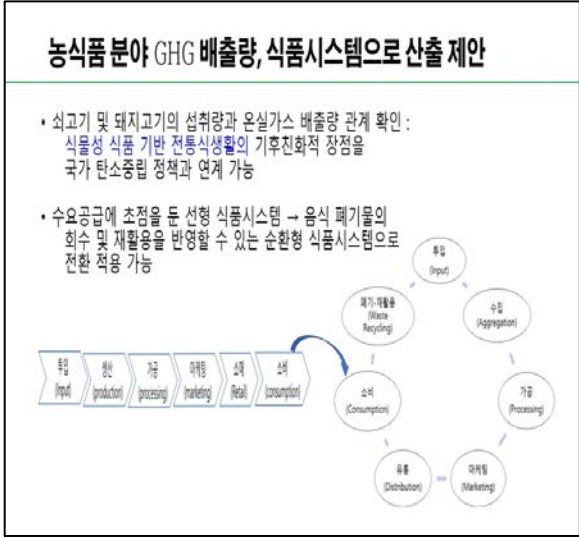 농식품 분야 GHG 배출량, 식품시스템으로 산출 제안
• 쇠고기 및 돼지고기의 섭취량과 온실가스 배출량 관계 확인 :
식물성 식품 기반 전통식생활의 기후친화적 장점을
국가 탄소중립 정책과 연계 가능
• 수요공급에 초점을 둔 선형 식품시스템 → 음식 폐기물의
회수 및 재활용을 반영할 수 있는 순환형 식품시스템으로
전환 적용 가능
투입
(Input)
생산
(production)
가공
(processing)
마케팅
(marketing)
소매
(Retail)
소비
(consumption)
투입
(Input)
수집
(Aggregation)
가공
(Processing)
마케팅
(Marketing)
유통
(Distribution)
소비
(Consumption)
폐기-재활용
(Waste
Recycling)